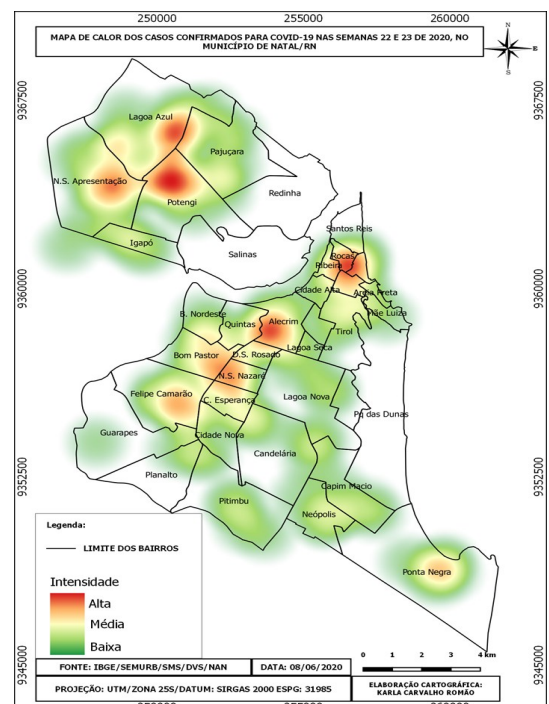 250000 255000 260000
MAPA DE CALOR DOS CASOS CONFIRMADOS PARA COVID-19 NAS SEMANAS 22 E 23 DE 2020, NO
MUNICÍPIO DE NATAL/RN
N
E
S
9367500
9367500
Lagoa Azul
Pajuçara
N.S. Apresentação
Redinha
Potengi
Santos Reis
Igapó
Salinas
Rocas
Ribeira
9360000
9360000
Cidade Alta
Areia Preta
Mãe Luiza
B. Nordeste
Quintas
Alecrim
Tirol
Lagoa Seca
Bom Pastor
D.S. Rosado
N.S. Nazaré
Felipe Camarão
C. Esperança
Lagoa Nova
Pq das Dunas
Guarapes
Cidade Nova
Candelária
9352500
9352500
Planalto
Capim Macio
Pitimbu
Neópolis
Ponta Negra
Legenda:
LIMITE DOS BAIRROS
Intensidade
Alta
Média
Baixa
0 1 2 3 4 km
9345000
9345000
FONTE: IBGE/SEMURB/SMS/DVS/NAN
DATA: 08/06/2020
PROJEÇÃO: UTM/ZONA 25S/DATUM: SIRGAS 2000 ESPG: 31985
ELABORAÇÃO CARTOGRÁFICA:
KARLA CARVALHO ROMÃO